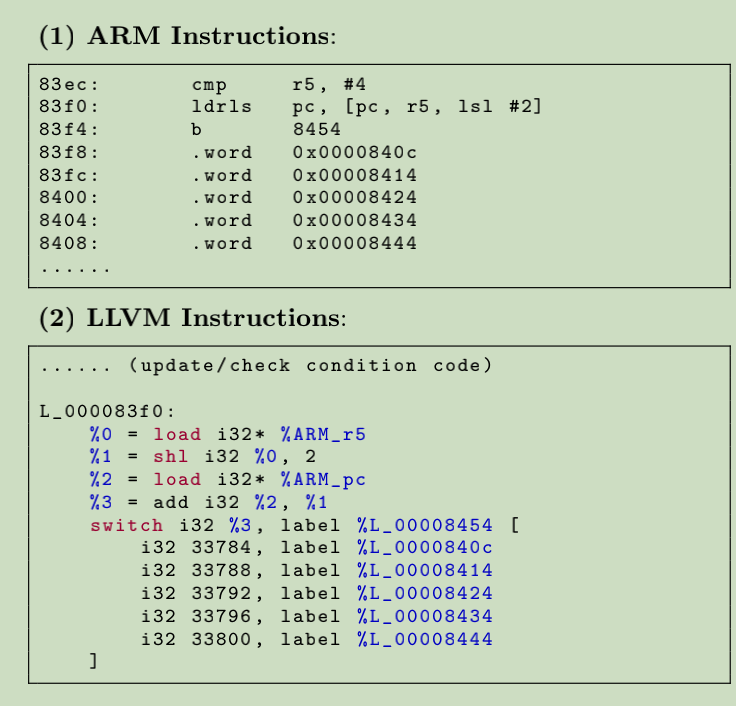 (1) ARM Instructions:
83ec: cmp r5, #4
83f0: ldrls pc, [pc, r5, lsl #2]
83f4: b 8454
83f8: .word 0x0000840c
83fc: .word 0x00008414
8400: .word 0x00008424
8404: .word 0x00008434
8408: .word 0x00008444
......
(2) LLVM Instructions:
...... (update/check condition code)
L_000083f0:
%0 = load i32* %ARM_r5
%1 = shl i32 %0, 2
%2 = load i32* %ARM_pc
%3 = add i32 %2, %1
switch i32 %3, label %L_00008454 [
i32 33784, label %L_0000840c
i32 33788, label %L_00008414
i32 33792, label %L_00008424
i32 33796, label %L_00008434
i32 33800, label %L_00008444
]